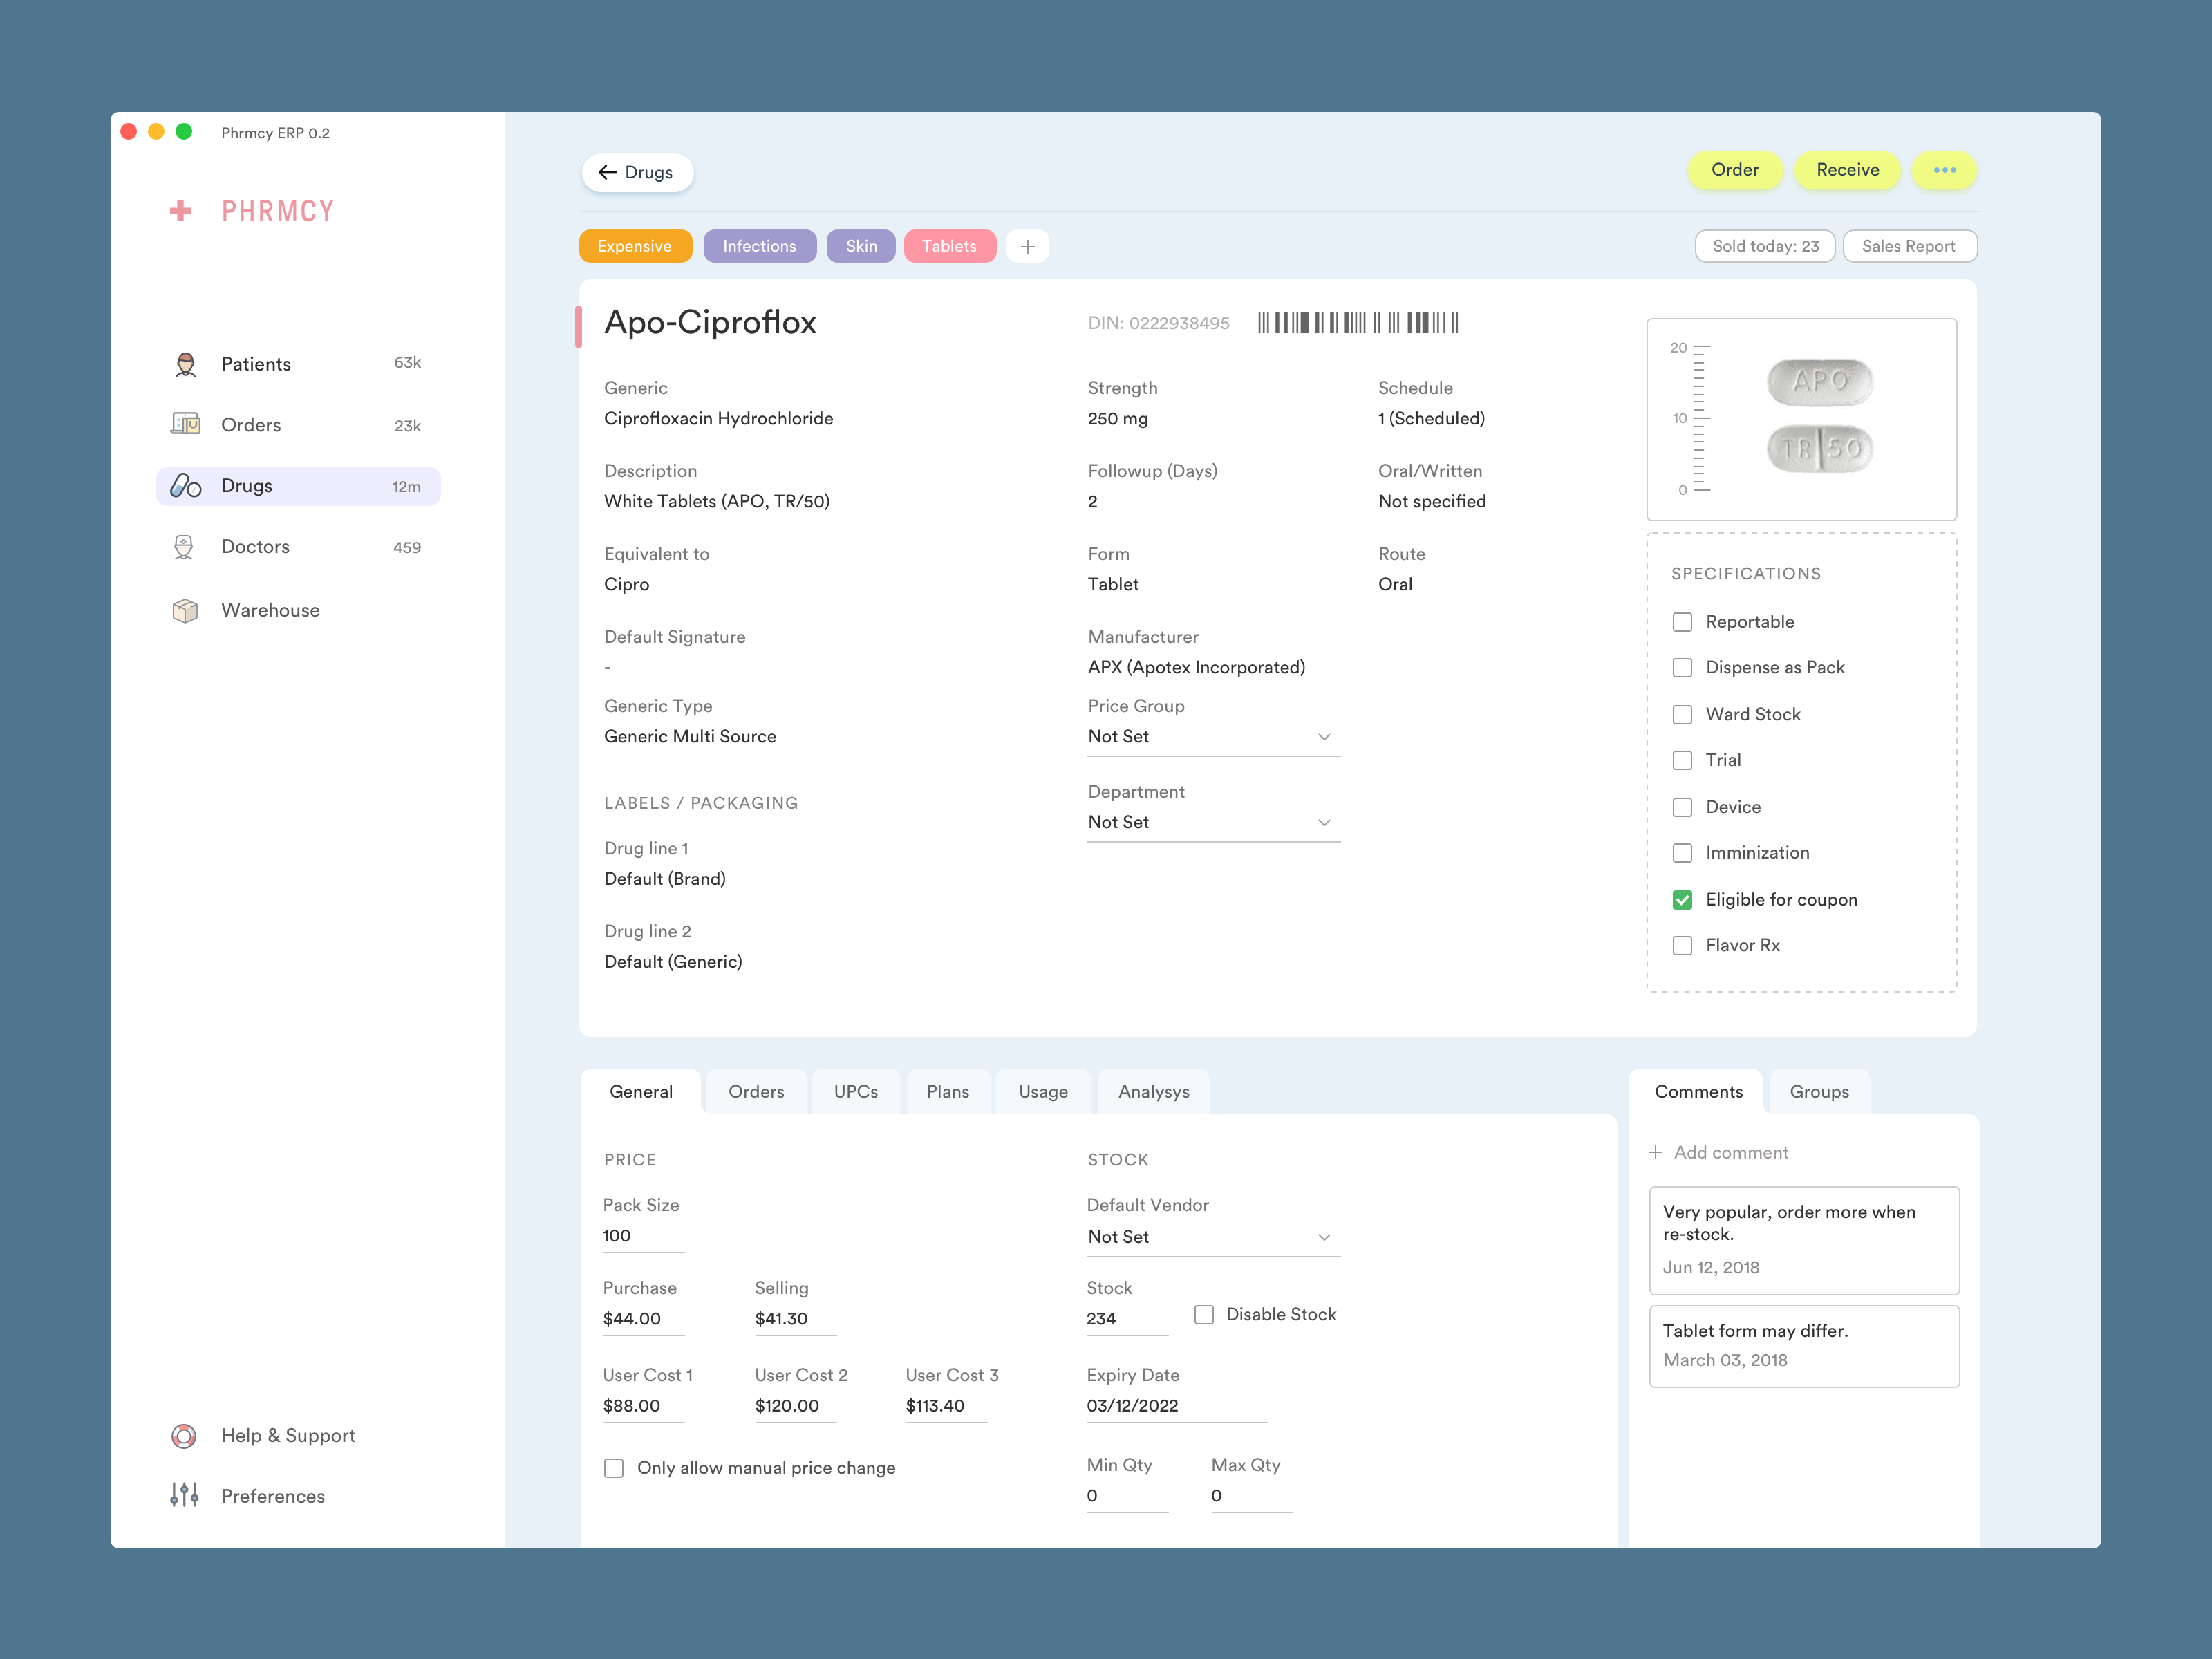 Phrmcy ERP 0.2
PHRMCY
Patients 63k
Orders 23k
Drugs 12m
Doctors 459
Warehouse
Help & Support
Preferences
Drugs
Order
Receive
Expensive
Infections
Skin
Tablets
Sold today: 23
Sales Report
Apo-Ciproflox
DIN: 0222938495
Generic
Ciprofloxacin Hydrochloride
Description
White Tablets (APO, TR/50)
Equivalent to
Cipro
Default Signature
-
Generic Type
Generic Multi Source
LABELS / PACKAGING
Drug line 1
Default (Brand)
Drug line 2
Default (Generic)
Strength
250 mg
Schedule
1 (Scheduled)
Followup (Days)
2
Oral/Written
Not specified
Form
Tablet
Route
Oral
Manufacturer
APX (Apotex Incorporated)
Price Group
Not Set
Department
Not Set
20
10
0
APO
TR 50
SPECIFICATIONS
Reportable
Dispense as Pack
Ward Stock
Trial
Device
Imminization
Eligible for coupon
Flavor Rx
General
Orders
UPCs
Plans
Usage
Analysys
PRICE
Pack Size
100
Purchase
$44.00
Selling
$41.30
User Cost 1
$88.00
User Cost 2
$120.00
User Cost 3
$113.40
Only allow manual price change
STOCK
Default Vendor
Not Set
Stock
234
Disable Stock
Expiry Date
03/12/2022
Min Qty
0
Max Qty
0
Comments
Groups
+ Add comment
Very popular, order more when
re-stock.
Jun 12, 2018
Tablet form may differ.
March 03, 2018